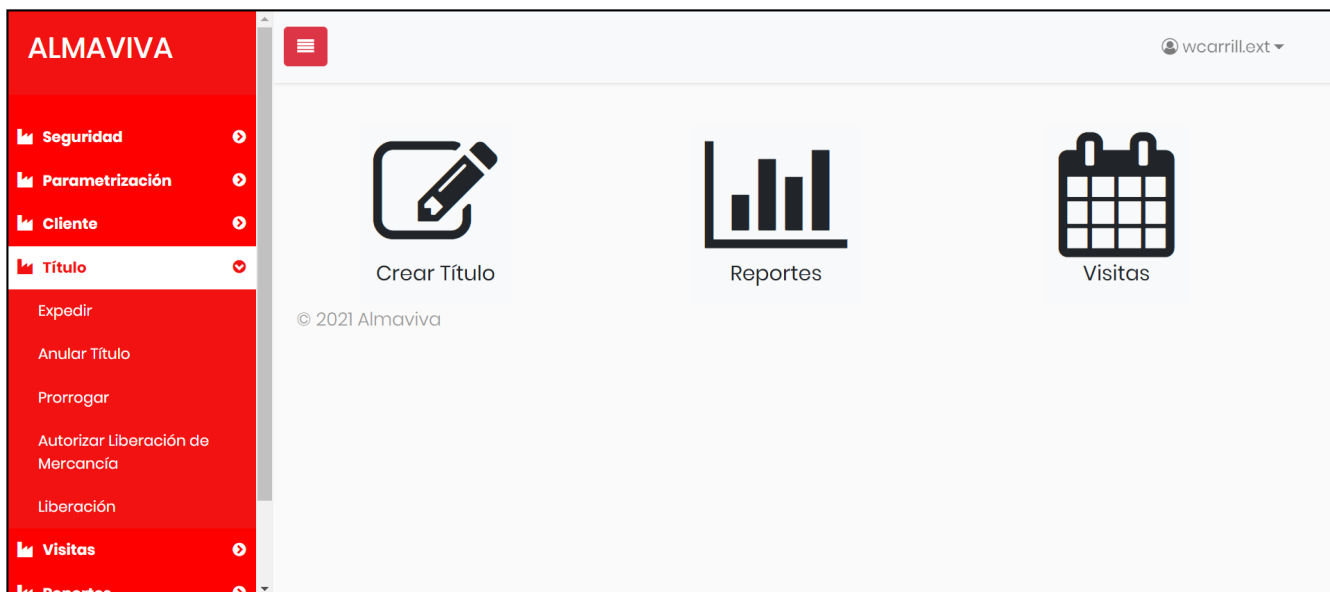 ALMAVIVA
wcarrill.ext
Seguridad
Parametrización
Cliente
Título
Expedir
Anular Título
Prorrogar
Autorizar Liberación de
Mercancía
Liberación
Visitas
Reportes
Crear Título
Reportes
Visitas
© 2021 Almaviva